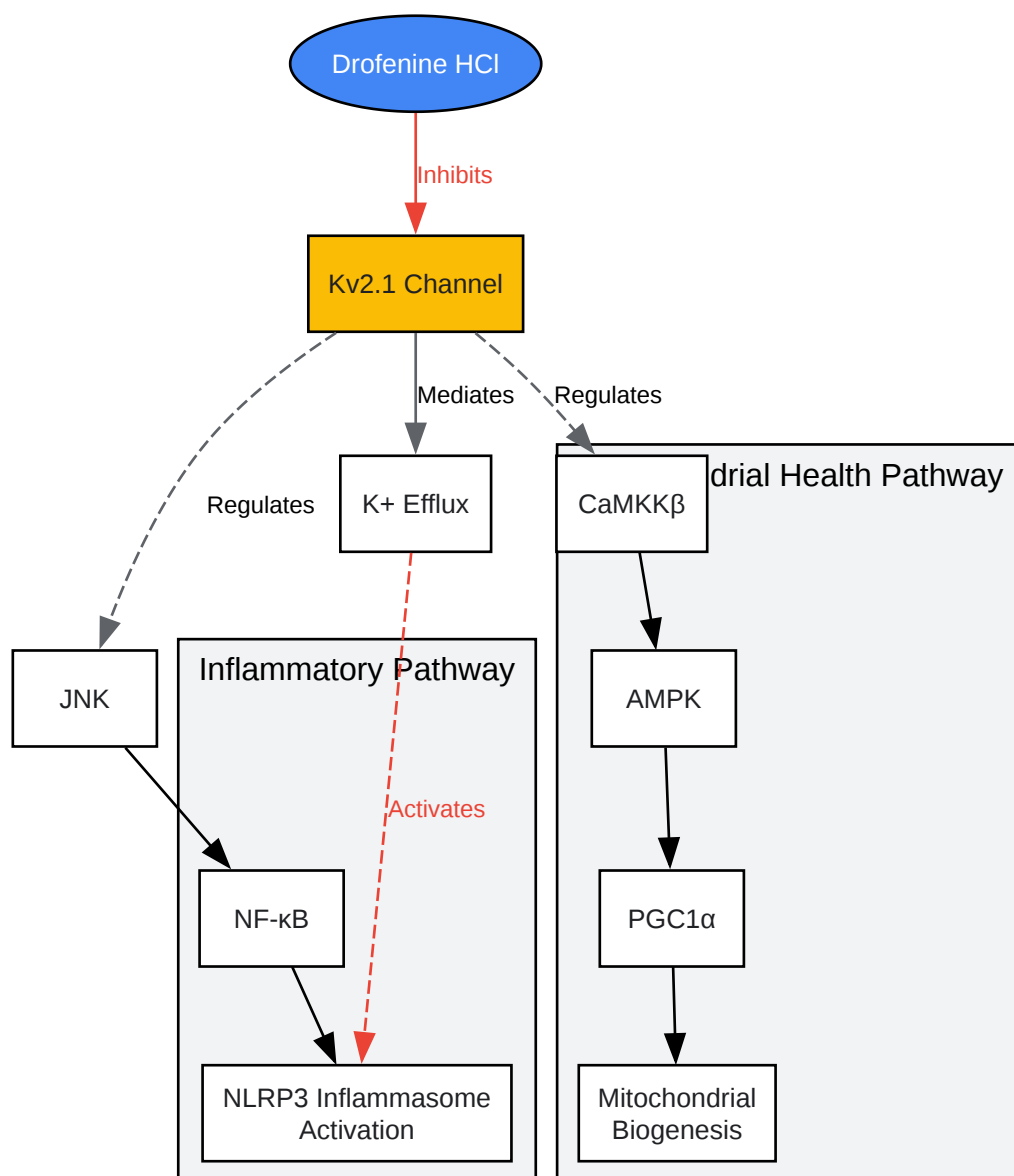 Drofenine HCl
Inhibits
Kv2.1 Channel
Mediates
Regulates
drial Health Pathway
Regulates
K+ Efflux
CaMKKβ
Inflammatory Pathway
JNK
AMPK
Activates
NF-κB
PGC1α
NLRP3 Inflammasome
Activation
Mitochondrial
Biogenesis